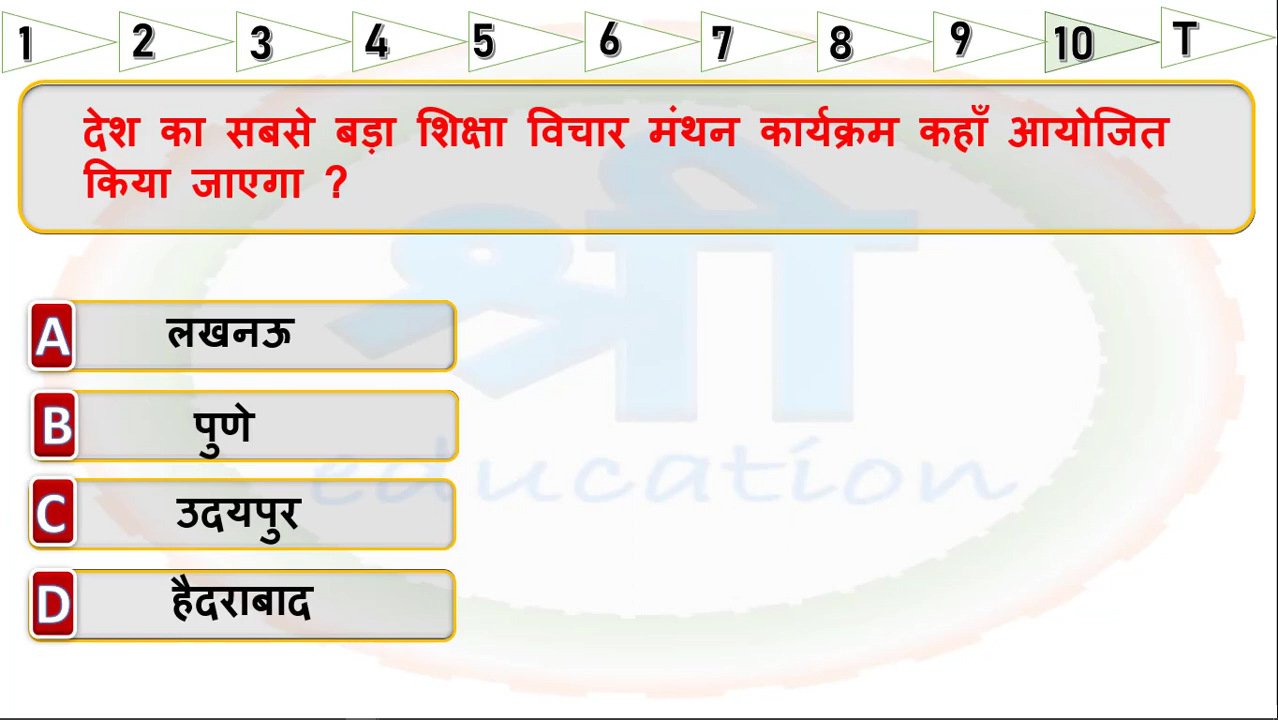 1 2 3 4 5 6 7 8 9 10 T
देश का सबसे बड़ा शिक्षा विचार मंथन कार्यक्रम कहाँ आयोजित
किया जाएगा ?
A लखनऊ
B पुणे
C उदयपुर
D हैदराबाद
श्री
education